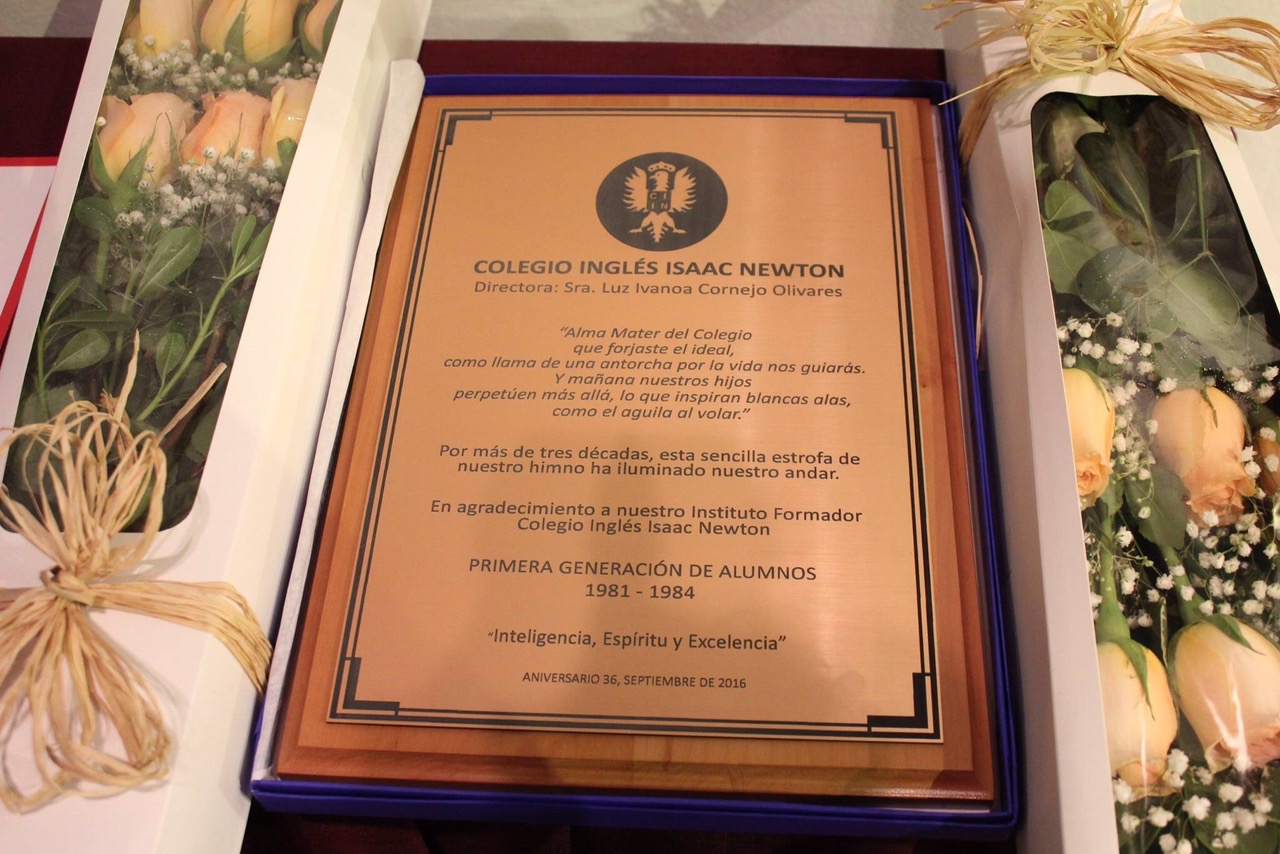 C I
I N
COLEGIO INGLÉS ISAAC NEWTON
Directora: Sra. Luz Ivanoa Cornejo Olivares
“Alma Mater del Colegio
que forjaste el ideal,
como llama de una antorcha por la vida nos guiarás.
Y mañana nuestros hijos
perpetúen más allá, lo que inspiran blancas alas,
como el aguila al volar.”
Por más de tres décadas, esta sencilla estrofa de
nuestro himno ha iluminado nuestro andar.
En agradecimiento a nuestro Instituto Formador
Colegio Inglés Isaac Newton
PRIMERA GENERACIÓN DE ALUMNOS
1981 - 1984
“Inteligencia, Espíritu y Excelencia”
ANIVERSARIO 36, SEPTIEMBRE DE 2016